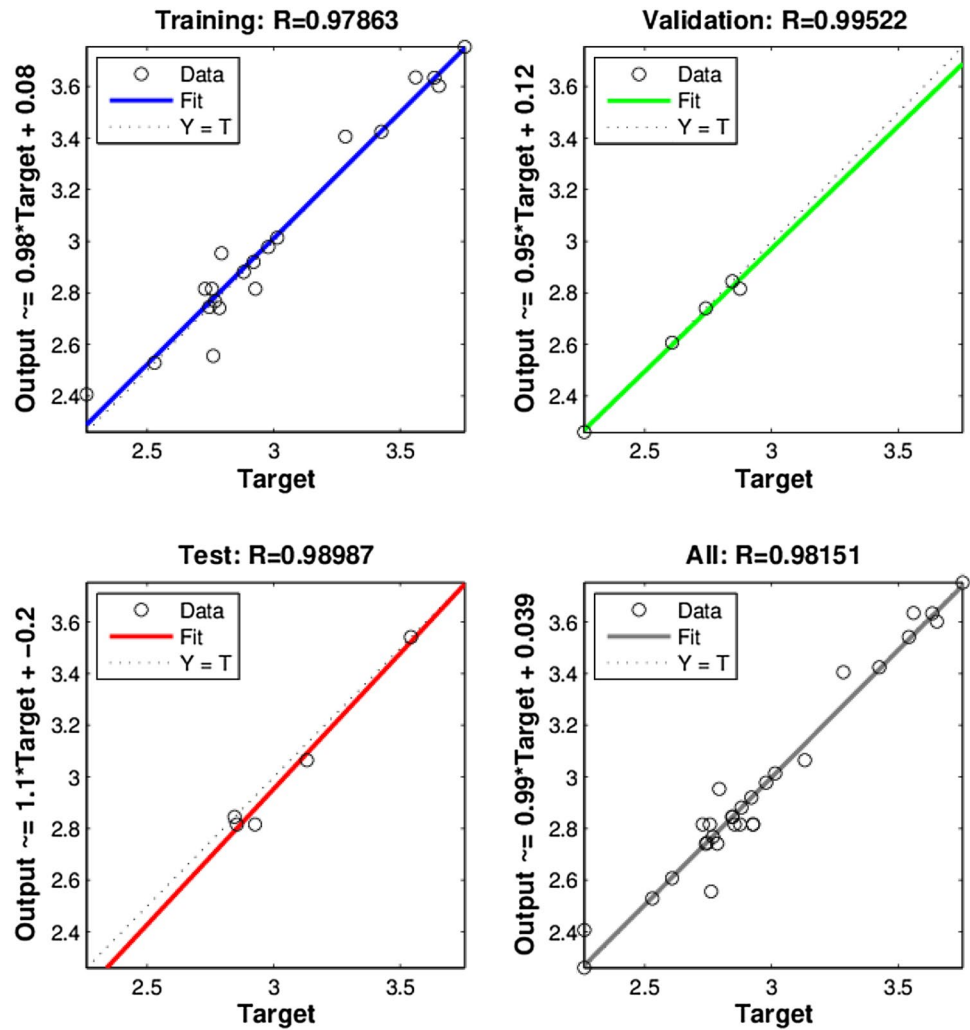 Training: R=0.97863
Output ~= 0.98*Target + 0.08
3.6
3.4
3.2
3
2.8
2.6
2.4
Data
Fit
Y = T
2.5
3
3.5
Target
Validation: R=0.99522
Output ~= 0.95*Target + 0.12
3.6
3.4
3.2
3
2.8
2.6
2.4
Data
Fit
Y = T
2.5
3
3.5
Target
Test: R=0.98987
Output ~= 1.1*Target + −0.2
3.6
3.4
3.2
3
2.8
2.6
2.4
Data
Fit
Y = T
2.5
3
3.5
Target
All: R=0.98151
Output ~= 0.99*Target + 0.039
3.6
3.4
3.2
3
2.8
2.6
2.4
Data
Fit
Y = T
2.5
3
3.5
Target